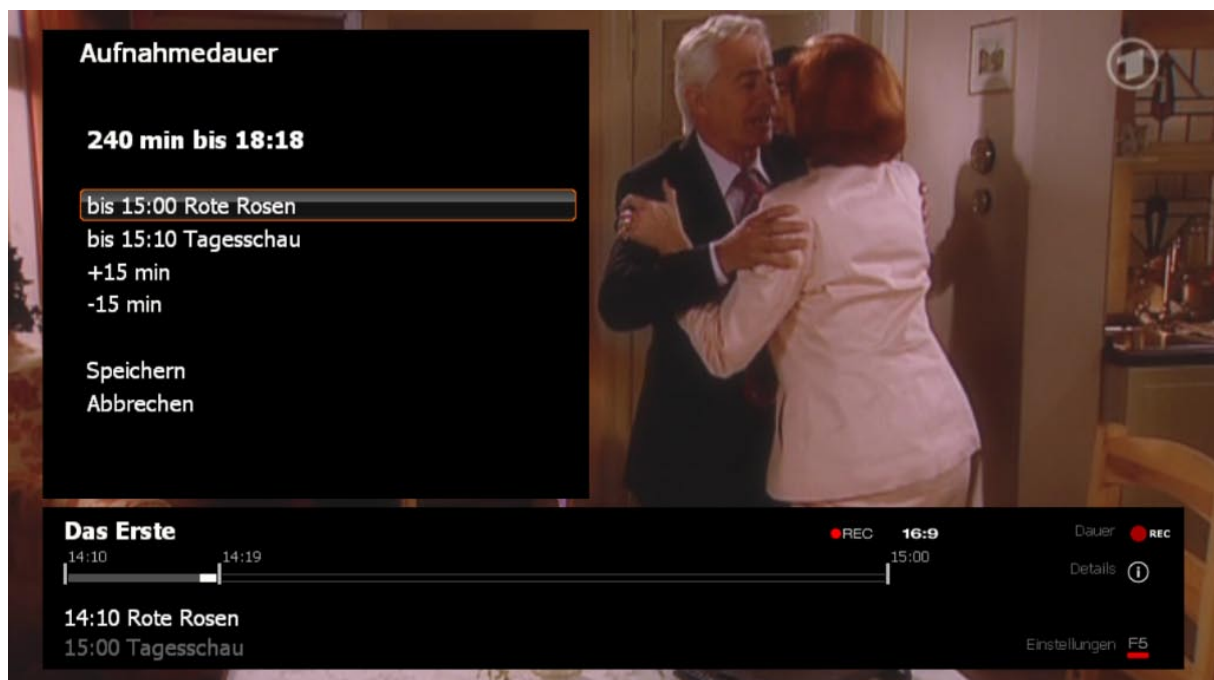 Aufnahmedauer
240 min bis 18:18
bis 15:00 Rote Rosen
bis 15:10 Tagesschau
+15 min
-15 min
Speichern
Abbrechen
Das Erste
REC 16:9
Dauer REC
14:10 14:19 15:00
Details i
14:10 Rote Rosen
15:00 Tagesschau
Einstellungen F5
1